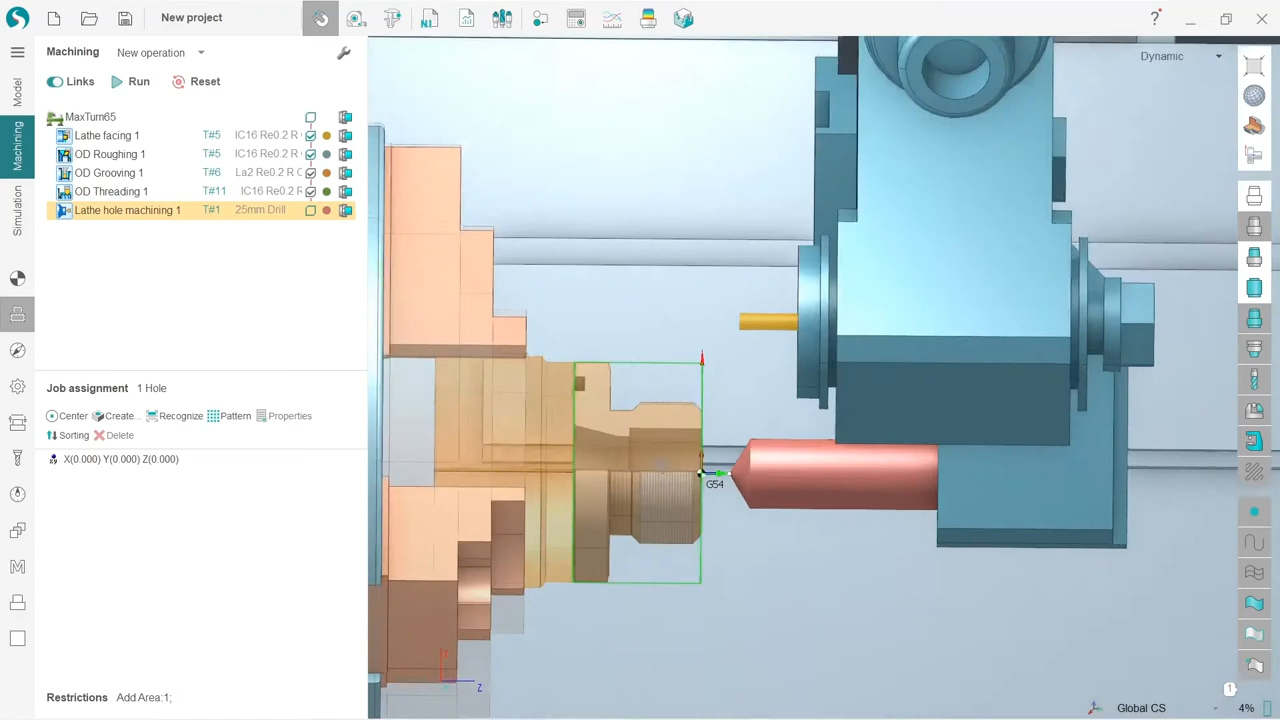 New project
N.I
?
Machining New operation
Dynamic
Links Run Reset
Model
Machining
Simulation
MaxTurn65
Lathe facing 1 T#5 IC16 Re0.2 R
OD Roughing 1 T#5 IC16 Re0.2 R
OD Grooving 1 T#6 La2 Re0.2 R
OD Threading 1 T#11 IC16 Re0.2 R
Lathe hole machining 1 T#1 25mm Drill
Job assignment 1 Hole
Center Create... Recognize Pattern Properties
Sorting Delete
X(0.000) Y(0.000) Z(0.000)
G54
M
X
Z
Restrictions Add Area:1;
1
Global CS 4%